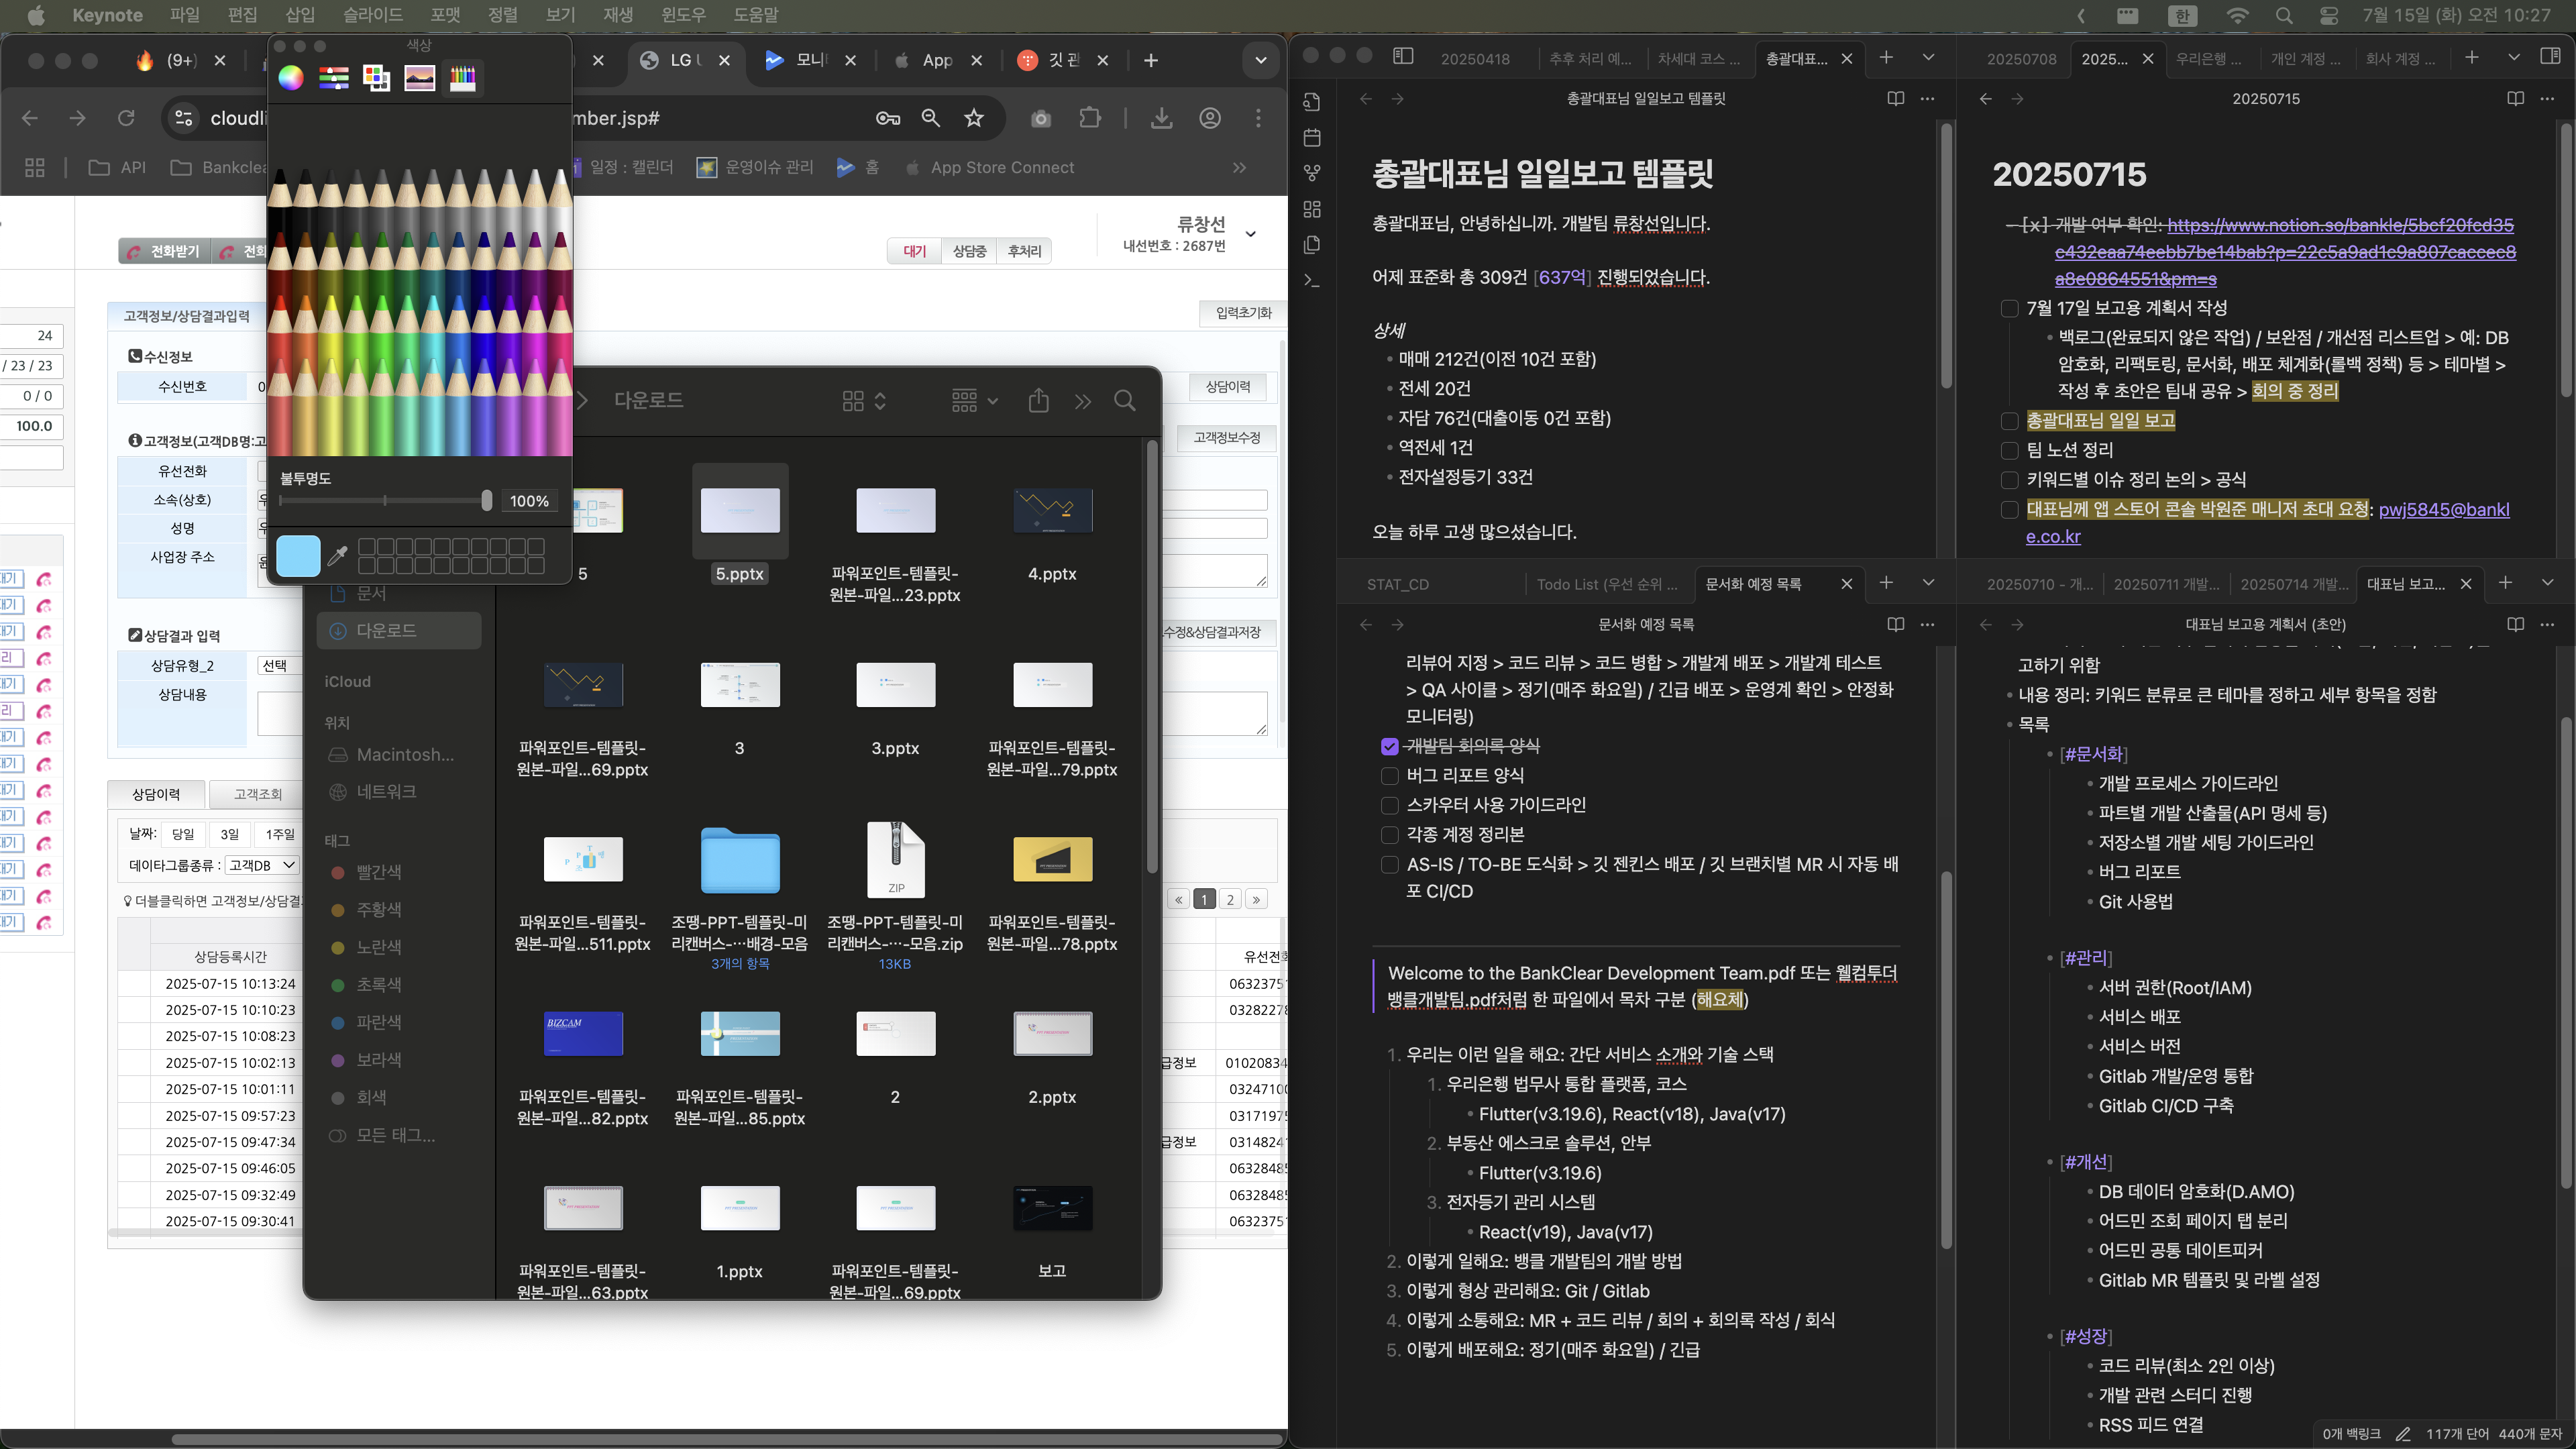 Keynote 파일 편집 삽입 슬라이드 포맷 정렬 보기 재생 윈도우 도움말
한 7월 15일 (화) 오전 10:27
(9+) LG U 모니 App 깃 관
색상
cloudli mber.jsp#
API Bankclea 일정 : 캘린더 운영이슈 관리 홈 App Store Connect
류창선
내선번호 : 2687번
전화받기 전화
대기 상담중 후처리
입력초기화
고객정보/상담결과입력
수신정보
수신번호 0
상담이력
고객정보(고객DB명:고
고객정보수정
유선전화
소속(상호) 우
성명 우
사업장 주소
수정&상담결과저장
상담결과 입력
상담유형_2 선택
상담내용
24
/ 23 / 23
0 / 0
100.0
대기
대기
대기
리
대기
리
대기
대기
대기
대기
대기
대기
대기
대기
상담이력 고객조회
날짜: 당일 3일 1주일
데이타그룹종류 : 고객DB
더블클릭하면 고객정보/상담결
« 1 2 »
상담등록시간
유선전화
2025-07-15 10:13:24
0632375
2025-07-15 10:10:23
0328227
2025-07-15 10:08:23
2025-07-15 10:02:13
급정보 01020834
2025-07-15 10:01:11
0324710
2025-07-15 09:57:23
0317197
2025-07-15 09:47:34
급정보 0314824
2025-07-15 09:46:05
0632848
2025-07-15 09:32:49
0632848
2025-07-15 09:30:41
0632375
불투명도
100%
다운로드
문서
다운로드
iCloud
위치
Macintosh...
네트워크
태그
빨간색
주황색
노란색
초록색
파란색
보라색
회색
모든 태그...
5
5.pptx
파워포인트-템플릿-
원본-파일...23.pptx
4.pptx
파워포인트-템플릿-
원본-파일...69.pptx
3
3.pptx
파워포인트-템플릿-
원본-파일...79.pptx
ZIP
파워포인트-템플릿-
원본-파일...511.pptx
조땡-PPT-템플릿-미
리캔버스-…배경-모음
3개의 항목
조땡-PPT-템플릿-미
리캔버스-…-모음.zip
13KB
파워포인트-템플릿-
원본-파일...78.pptx
BIZCAM
파워포인트-템플릿-
원본-파일...82.pptx
파워포인트-템플릿-
원본-파일...85.pptx
2
2.pptx
파워포인트-템플릿-
원본-파일...63.pptx
1.pptx
파워포인트-템플릿-
원본-파일...69.pptx
보고
20250418 추후 처리 예... 차세대 코스 ... 총괄대표...
총괄대표님 일일보고 템플릿
총괄대표님 일일보고 템플릿
총괄대표님, 안녕하십니까. 개발팀 류창선입니다.
어제 표준화 총 309건 [637억] 진행되었습니다.
상세
매매 212건(이전 10건 포함)
전세 20건
자담 76건(대출이동 0건 포함)
역전세 1건
전자설정등기 33건
오늘 하루 고생 많으셨습니다.
20250708 2025... 우리은행 ... 개인 계정 ... 회사 계정 ...
20250715
20250715
- [x] 개발 여부 확인: https://www.notion.so/bankle/5bcf20fcd35
c432eaa74eebb7be14bab?p=22c5a9ad1c9a807caccec8
a8e0864551&pm=s
7월 17일 보고용 계획서 작성
백로그(완료되지 않은 작업) / 보완점 / 개선점 리스트업 > 예: DB
암호화, 리팩토링, 문서화, 배포 체계화(롤백 정책) 등 > 테마별 >
작성 후 초안은 팀내 공유 > 회의 중 정리
총괄대표님 일일 보고
팀 노션 정리
키워드별 이슈 정리 논의 > 공식
대표님께 앱 스토어 콘솔 박원준 매니저 초대 요청: pwj5845@bankl
e.co.kr
STAT_CD Todo List (우선 순위 ... 문서화 예정 목록
문서화 예정 목록
리뷰어 지정 > 코드 리뷰 > 코드 병합 > 개발계 배포 > 개발계 테스트
> QA 사이클 > 정기(매주 화요일) / 긴급 배포 > 운영계 확인 > 안정화
모니터링)
개발팀 회의록 양식
버그 리포트 양식
스카우터 사용 가이드라인
각종 계정 정리본
AS-IS / TO-BE 도식화 > 깃 젠킨스 배포 / 깃 브랜치별 MR 시 자동 배
포 CI/CD
Welcome to the BankClear Development Team.pdf 또는 웰컴투더
뱅클개발팀.pdf처럼 한 파일에서 목차 구분 (해요체)
1. 우리는 이런 일을 해요: 간단 서비스 소개와 기술 스택
1. 우리은행 법무사 통합 플랫폼, 코스
Flutter(v3.19.6), React(v18), Java(v17)
2. 부동산 에스크로 솔루션, 안부
Flutter(v3.19.6)
3. 전자등기 관리 시스템
React(v19), Java(v17)
2. 이렇게 일해요: 뱅클 개발팀의 개발 방법
3. 이렇게 형상 관리해요: Git / Gitlab
4. 이렇게 소통해요: MR + 코드 리뷰 / 회의 + 회의록 작성 / 회식
5. 이렇게 배포해요: 정기(매주 화요일) / 긴급
20250710 - 개... 20250711 개발... 20250714 개발... 대표님 보고...
대표님 보고용 계획서 (초안)
고하기 위함
내용 정리: 키워드 분류로 큰 테마를 정하고 세부 항목을 정함
목록
[#문서화]
개발 프로세스 가이드라인
파트별 개발 산출물(API 명세 등)
저장소별 개발 세팅 가이드라인
버그 리포트
Git 사용법
[#관리]
서버 권한(Root/IAM)
서비스 배포
서비스 버전
Gitlab 개발/운영 통합
Gitlab CI/CD 구축
[#개선]
DB 데이터 암호화(D.AMO)
어드민 조회 페이지 탭 분리
어드민 공통 데이트피커
Gitlab MR 템플릿 및 라벨 설정
[#성장]
코드 리뷰(최소 2인 이상)
개발 관련 스터디 진행
RSS 피드 연결
0개 백링크 117개 단어 440개 문자